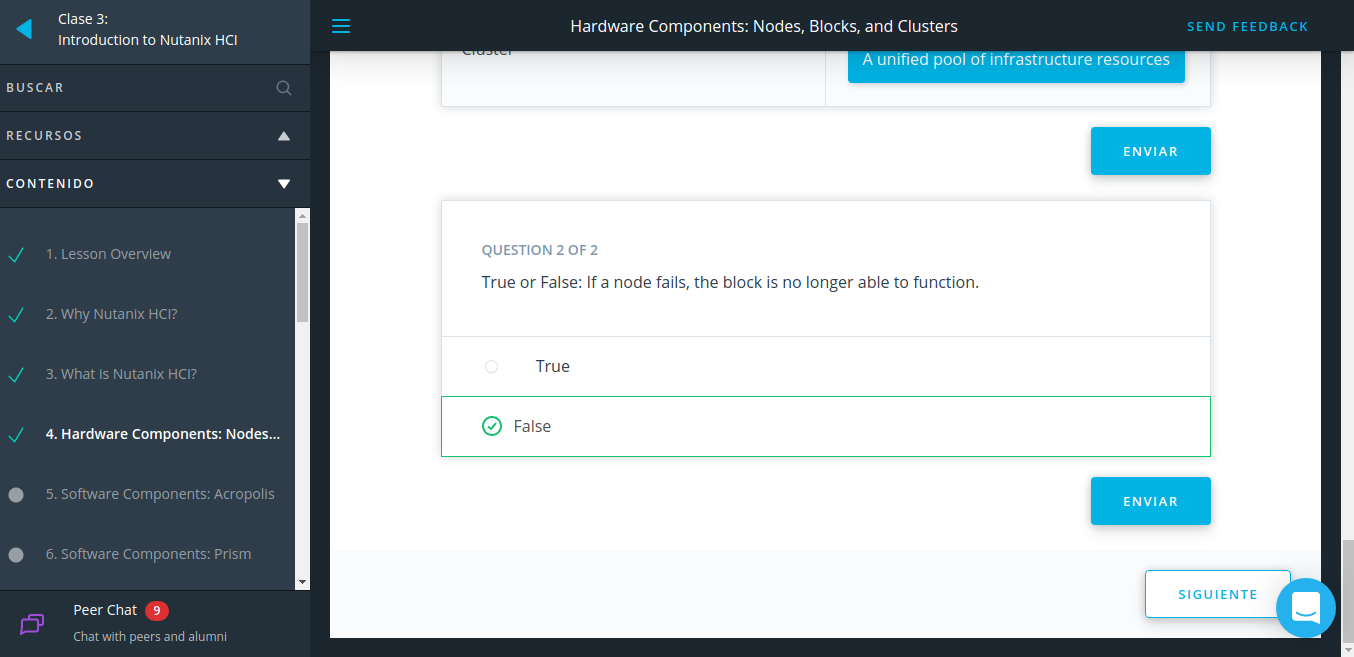 Clase 3:
Introduction to Nutanix HCI
BUSCAR
RECURSOS
CONTENIDO
1. Lesson Overview
2. Why Nutanix HCI?
3. What is Nutanix HCI?
4. Hardware Components: Nodes...
5. Software Components: Acropolis
6. Software Components: Prism
Peer Chat 9
Chat with peers and alumni
Hardware Components: Nodes, Blocks, and Clusters
SEND FEEDBACK
Cluster
A unified pool of infrastructure resources
ENVIAR
QUESTION 2 OF 2
True or False: If a node fails, the block is no longer able to function.
True
False
ENVIAR
SIGUIENTE